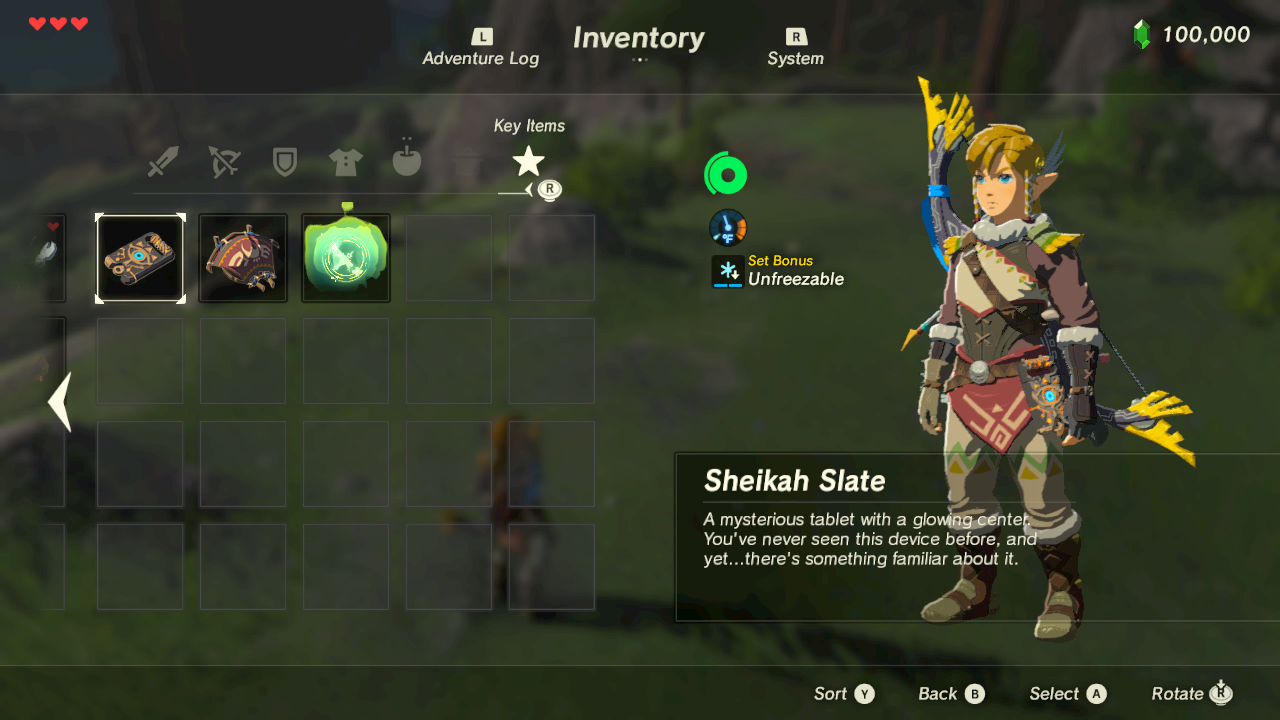 L
Inventory
R
100,000
Adventure Log
System
Key Items
R
°F
Set Bonus
Unfreezable
Sheikah Slate
A mysterious tablet with a glowing center.
You've never seen this device before, and
yet...there's something familiar about it.
Sort Y
Back B
Select A
Rotate R